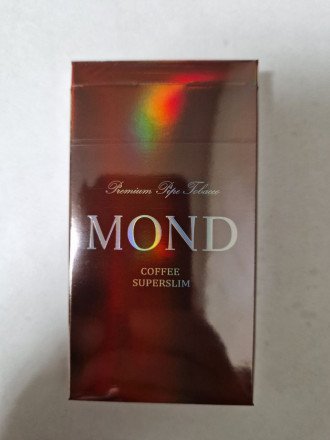 Premium Pipe Tobacco
MOND
COFFEE
SUPERSLIM